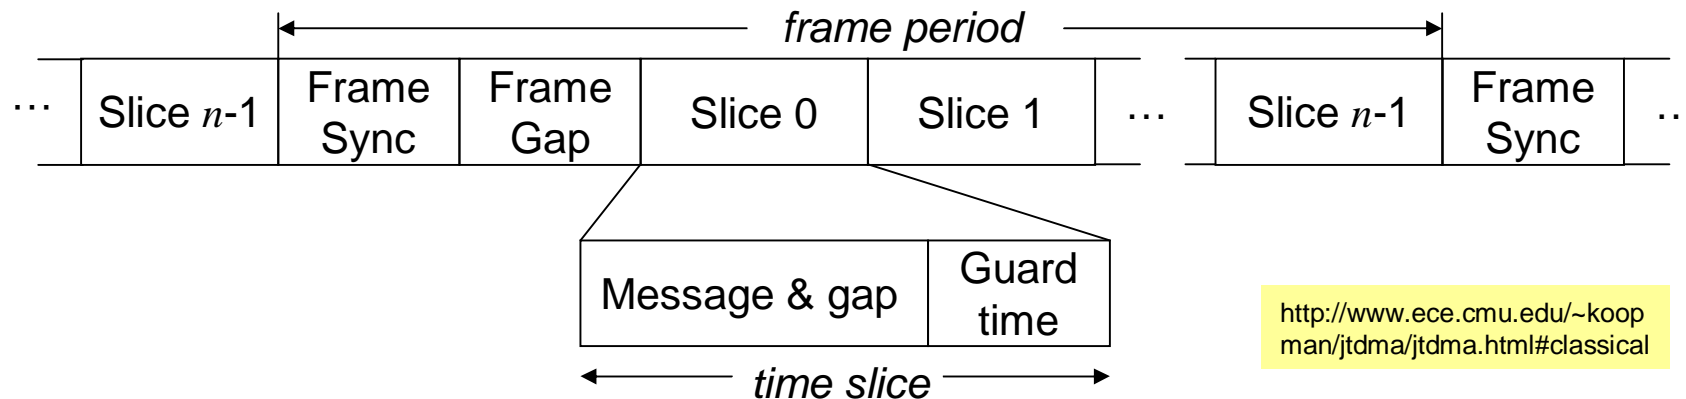 frame period
… Slice n-1 Frame Sync Frame Gap Slice 0 Slice 1 … Slice n-1 Frame Sync ..
Message & gap Guard time
time slice
http://www.ece.cmu.edu/~koop
man/jtdma/jtdma.html#classical